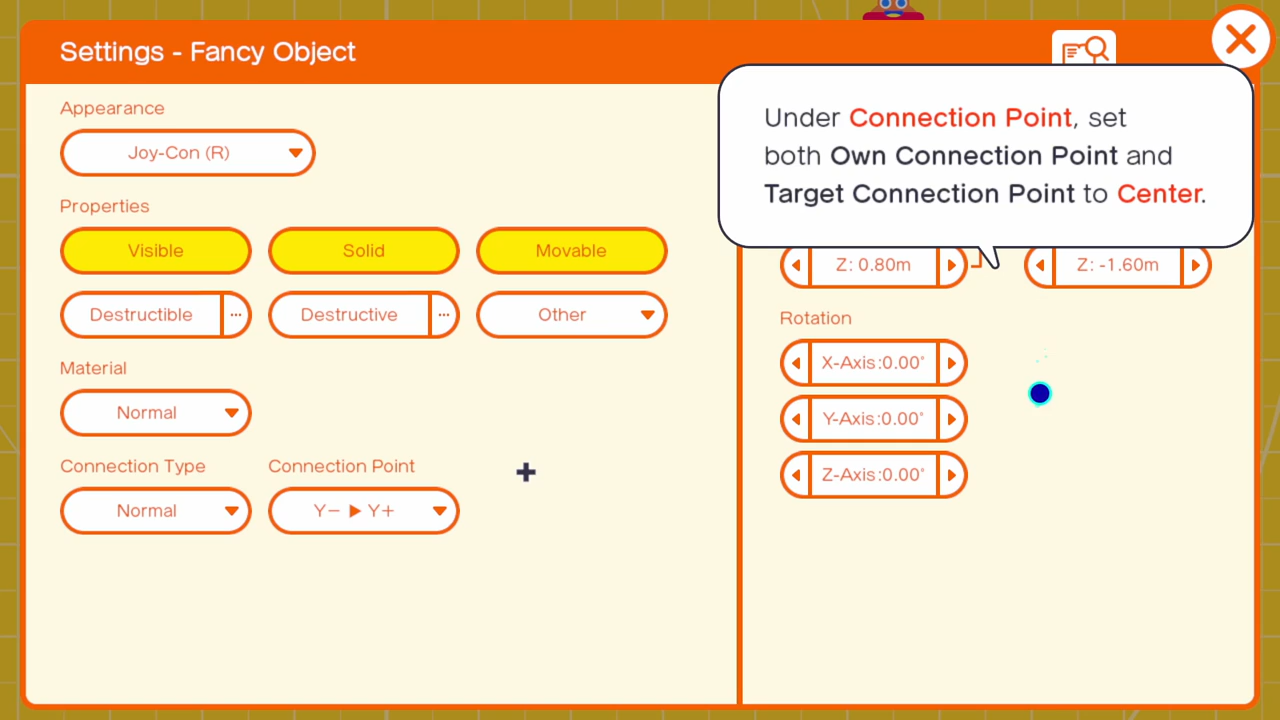 Settings - Fancy Object
Under Connection Point, set
both Own Connection Point and
Target Connection Point to Center.
Appearance
Joy-Con (R)
Properties
Visible
Solid
Movable
Destructible ...
Destructive ...
Other
Material
Normal
Connection Type
Connection Point
Normal
Y− ▶ Y+
Z: 0.80m
Z: -1.60m
Rotation
X-Axis:0.00°
Y-Axis:0.00°
Z-Axis:0.00°